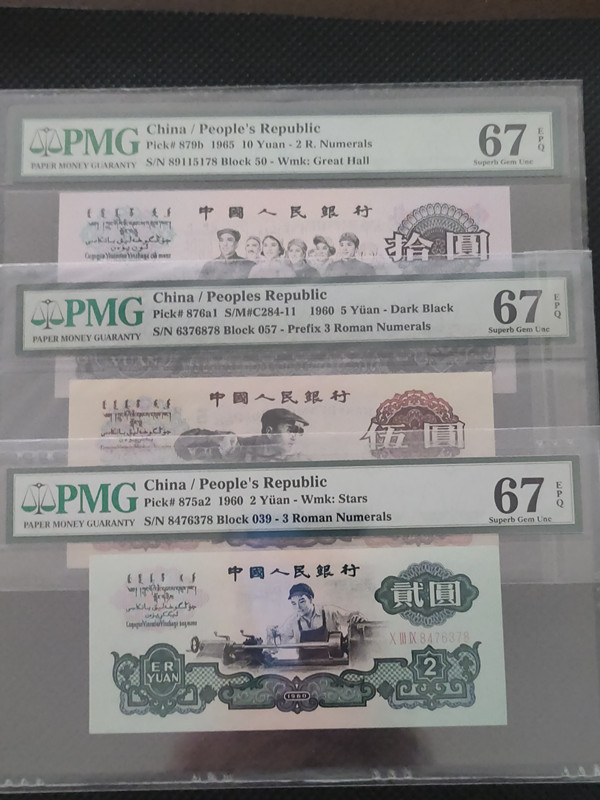 PMG
PAPER MONEY GUARANTY
China / People's Republic
Pick# 879b 1965 10 Yuan - 2 R. Numerals
S/N 89115178 Block 50 - Wmk: Great Hall
67
EPQ
Superb Gem Unc
中國人民銀行
拾圓
PMG
PAPER MONEY GUARANTY
China / Peoples Republic
Pick# 876a1 S/M#C284-11 1960 5 Yüan - Dark Black
S/N 6376878 Block 057 - Prefix 3 Roman Numerals
67
EPQ
Superb Gem Unc
中國人民銀行
伍圓
PMG
PAPER MONEY GUARANTY
China / People's Republic
Pick# 875a2 1960 2 Yüan - Wmk: Stars
S/N 8476378 Block 039 - 3 Roman Numerals
67
EPQ
Superb Gem Unc
中國人民銀行
貳圓
X III IX 8476378
ER
YUAN
2
1960